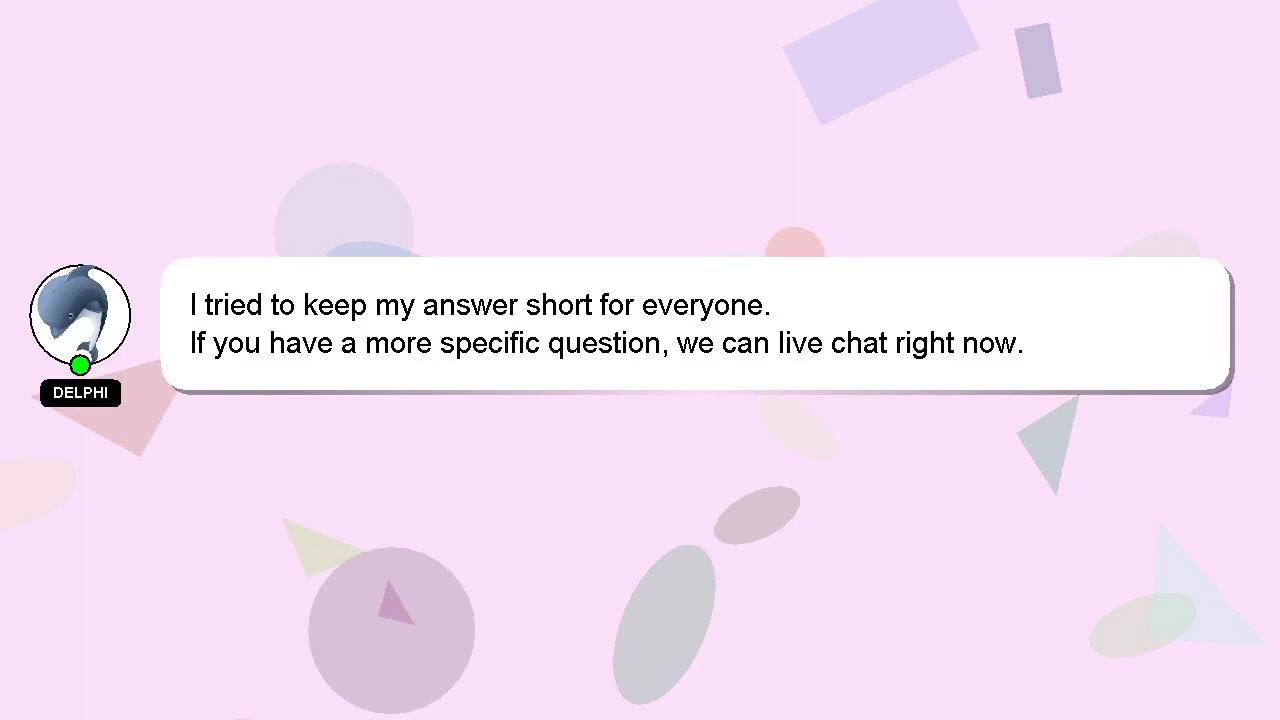 I tried to keep my answer short for everyone.
If you have a more specific question, we can live chat right now.
DELPHI